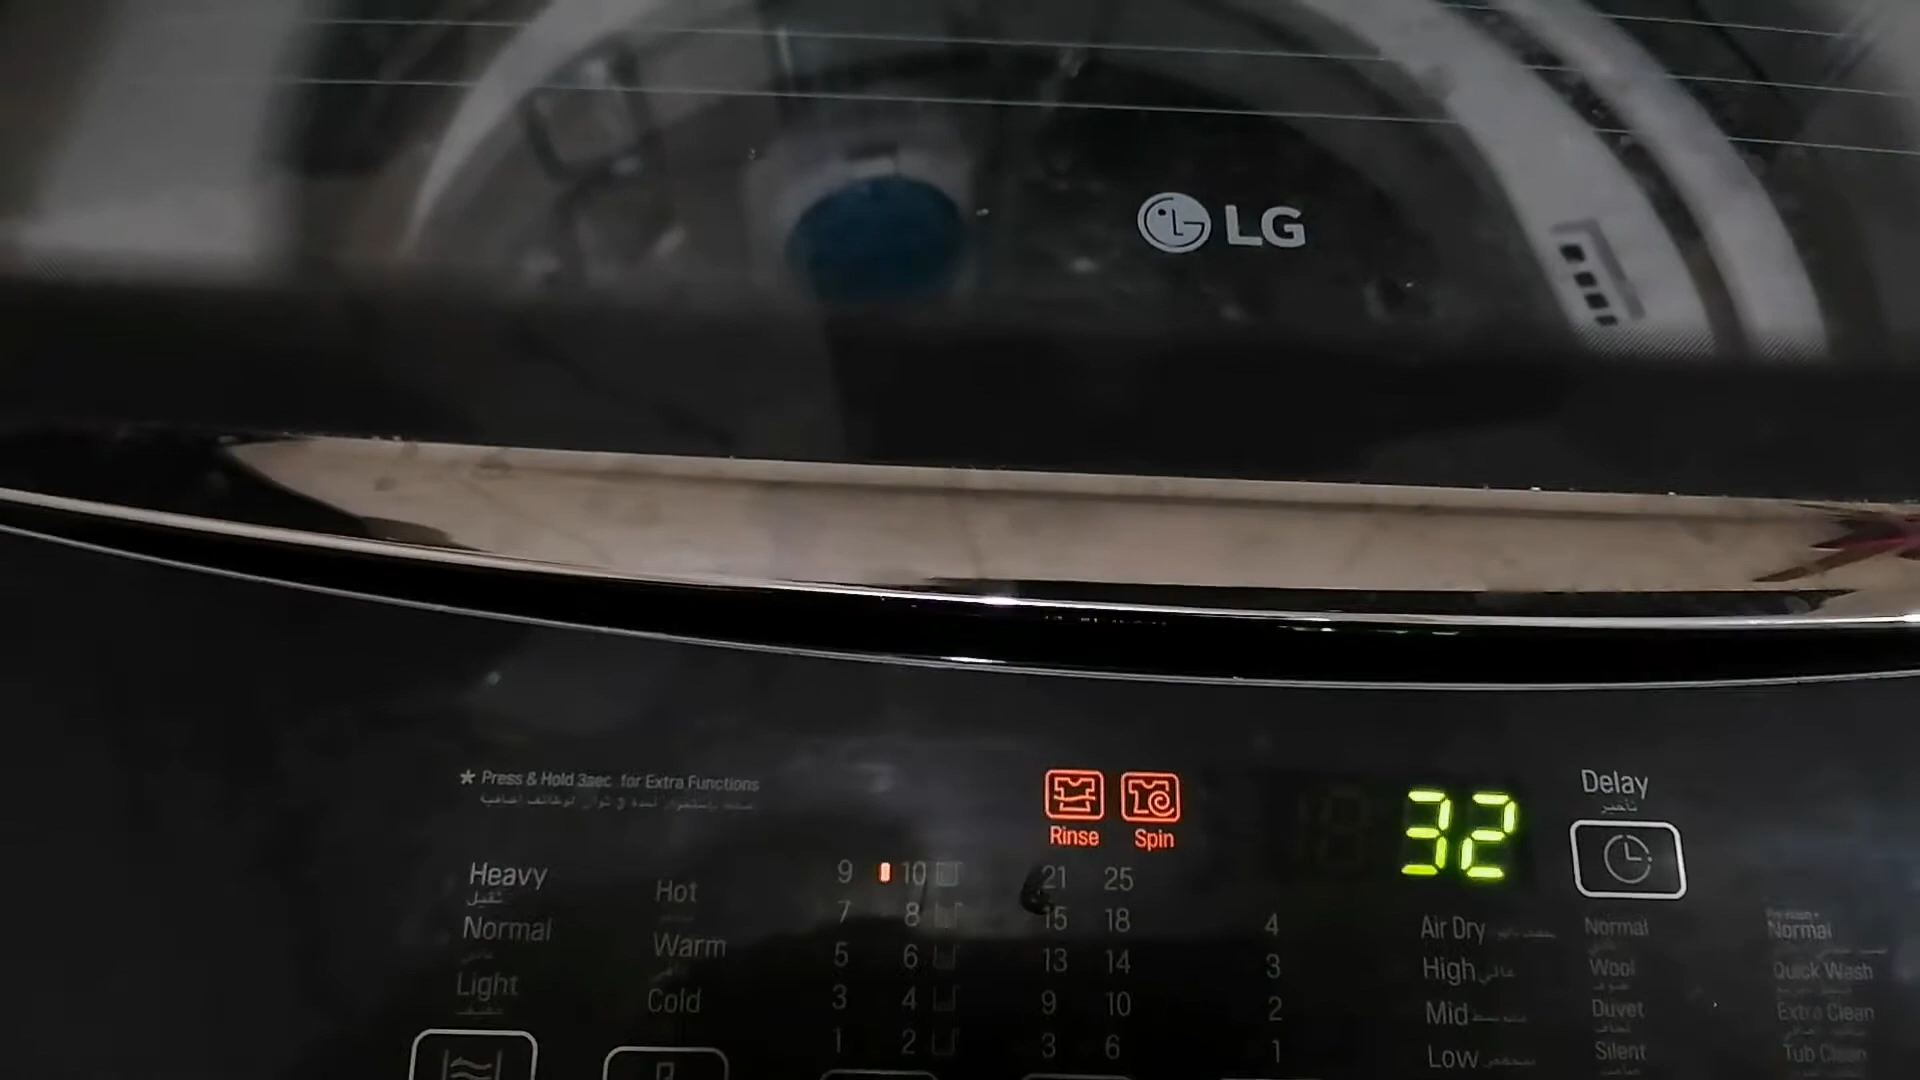 LG
* Press & Hold 3sec for Extra Functions
Rinse Spin
32
Delay
تأخير
Heavy
ثقيل
Normal
Light
Hot
Warm
Cold
9 10
7 8
5 6
3 4
1 2
21 25
15 18
13 14
9 10
3 6
4
3
2
1
Air Dry
High عالي
Mid
Low
Normal
Wool
Duvet
Silent
Normal
Quick Wash
Extra Clean
Tub Clean